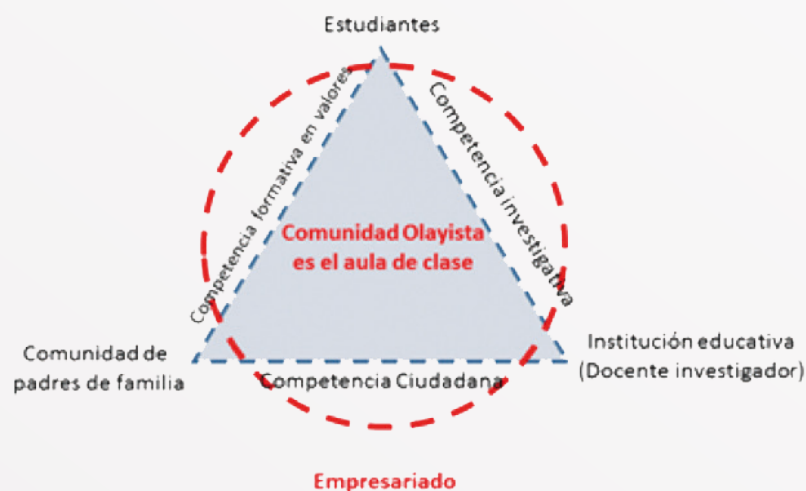 Estudiantes
Competencia formativa en valores
Competencia investigativa
Comunidad Olayista
es el aula de clase
Comunidad de
padres de familia
Institución educativa
(Docente investigador)
Competencia Ciudadana
Empresariado